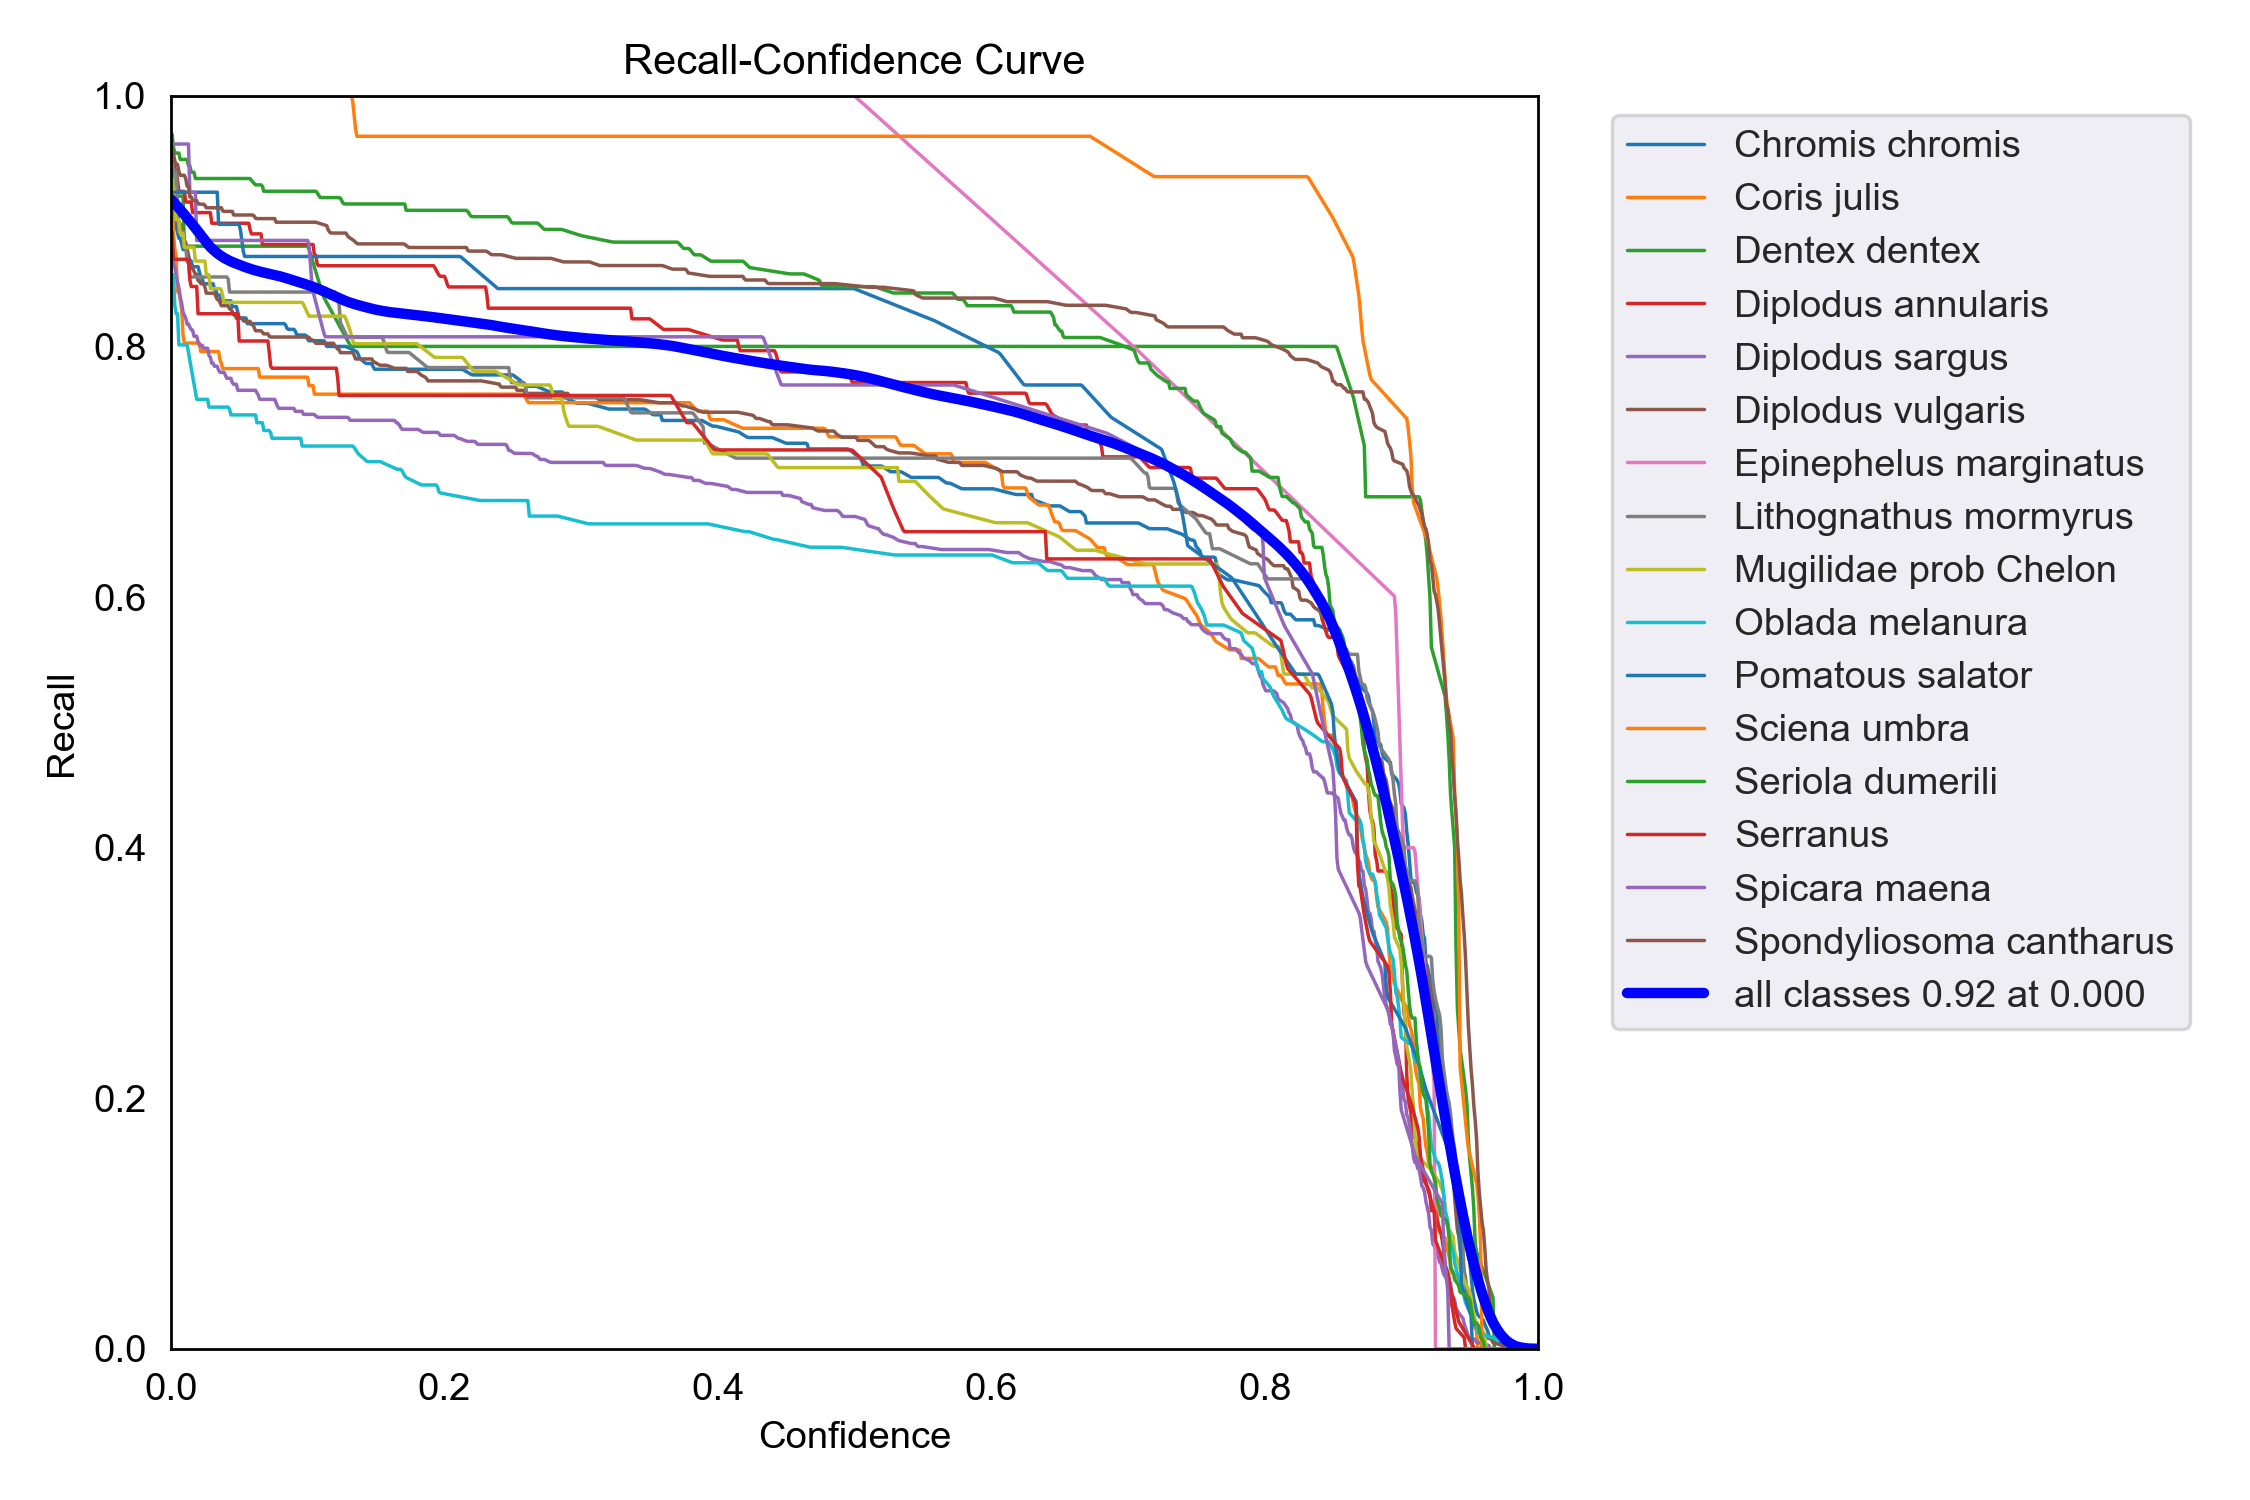 Recall-Confidence Curve
1.0
0.8
0.6
0.4
0.2
0.0
Recall
0.0 0.2 0.4 0.6 0.8 1.0
Confidence
Chromis chromis
Coris julis
Dentex dentex
Diplodus annularis
Diplodus sargus
Diplodus vulgaris
Epinephelus marginatus
Lithognathus mormyrus
Mugilidae prob Chelon
Oblada melanura
Pomatous salator
Sciena umbra
Seriola dumerili
Serranus
Spicara maena
Spondyliosoma cantharus
all classes 0.92 at 0.000